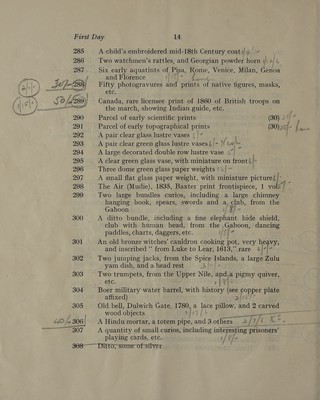 First Day 14
285 A child's embroidered mid-18th Century coat
286 Two watchmen's rattles, and Georgian powder horn
287 Six early aquatints of Pisa, Rome, Venice, Milan, Genoa
and Florence
288 Fifty photogravures and prints of native figures, masks,
etc.
289 Canada, rare licensee print of 1860 of British troops on
the march, showing Indian guide, etc.
290 Parcel of early scientific prints (30)
291 Parcel of early topographical prints (30)
292 A pair clear glass lustre vases
293 A pair clear green glass lustre vases
294 A large decorated double row lustre vase
295 A clear green glass vase, with miniature on front
296 Three dome green glass paper weights
297 A small flat glass paper weight, with miniature picture
298 The Air (Mudie), 1835, Baxter print frontispiece, 1 vol.
299 Two large bundles curios, including a large chimney
hanging book, spears, swords and a club, from the
Gaboon
300 A ditto bundle, including a fine elephant hide shield,
club with human head, from the Gaboon, dancing
paddles, charts, daggers, etc.
301 An old bronze witches' cauldron cooking pot, very heavy,
and inscribed " from Luke to Lear, 1613," rare
302 Two jumping jacks, from the Spice Islands, a large Zulu
yam dish, and a head rest
303 Two trumpets, from the Upper Nile, and a pigmy quiver,
etc.
304 Boer military water barrel, with history (see copper plate
affixed)
305 Old bell, Dulwich Gate, 1780, a lace pillow, and 2 carved
wood objects
306 A Hindu mortar, a totem pipe, and 3 others
307 A quantity of small curios, including interesting prisoners'
playing cards, etc.
308 Ditto, some of silver